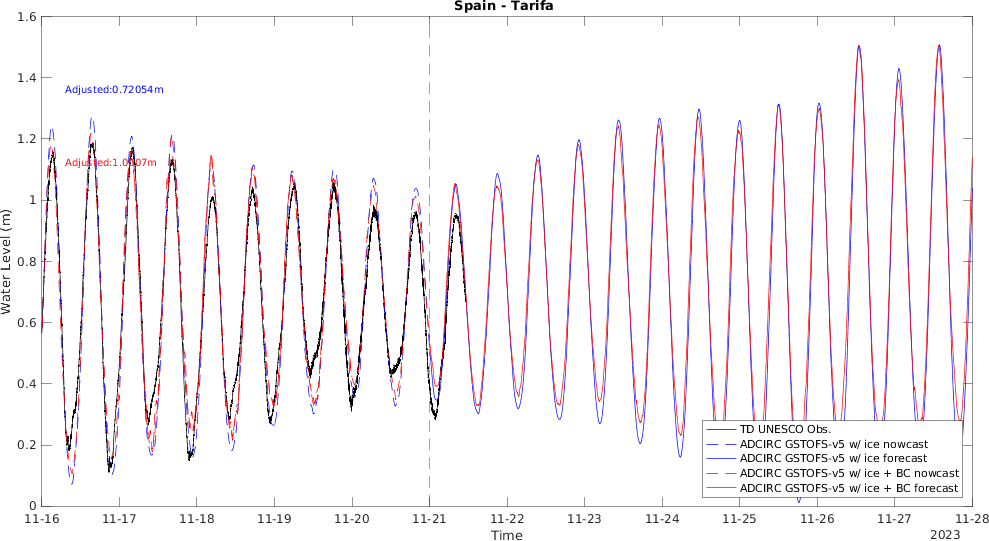 Spain - Tarifa
1.6
1.4
1.2
1
0.8
0.6
0.4
0.2
0
Water Level (m)
Adjusted:0.72054m
11-16
11-17
11-18
11-19
11-20
11-21
11-22
11-23
11-24
11-25
11-26
11-27
11-28
Time
2023
TD UNESCO Obs.
ADCIRC GSTOFS-v5 w/ ice nowcast
ADCIRC GSTOFS-v5 w/ ice forecast
ADCIRC GSTOFS-v5 w/ ice + BC nowcast
ADCIRC GSTOFS-v5 w/ ice + BC forecast